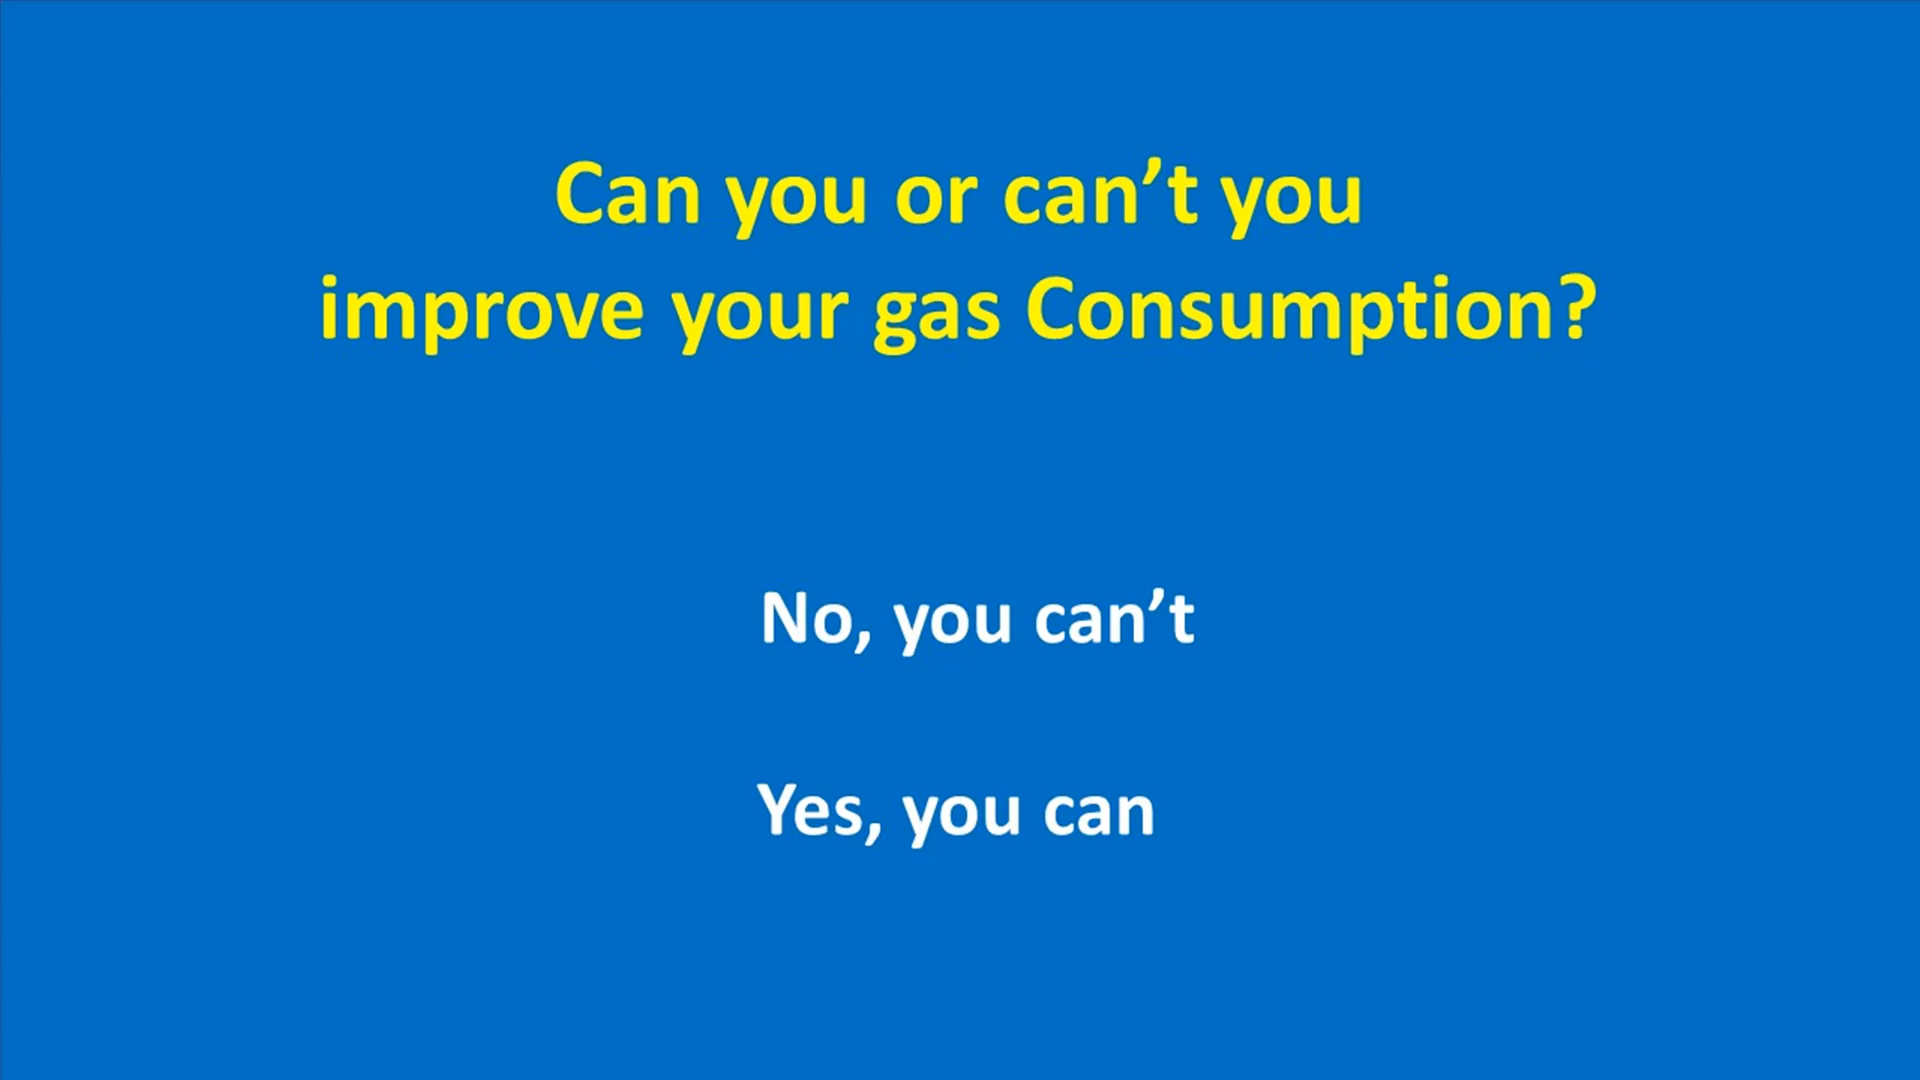 Can you or can’t you
improve your gas Consumption?
No, you can’t
Yes, you can